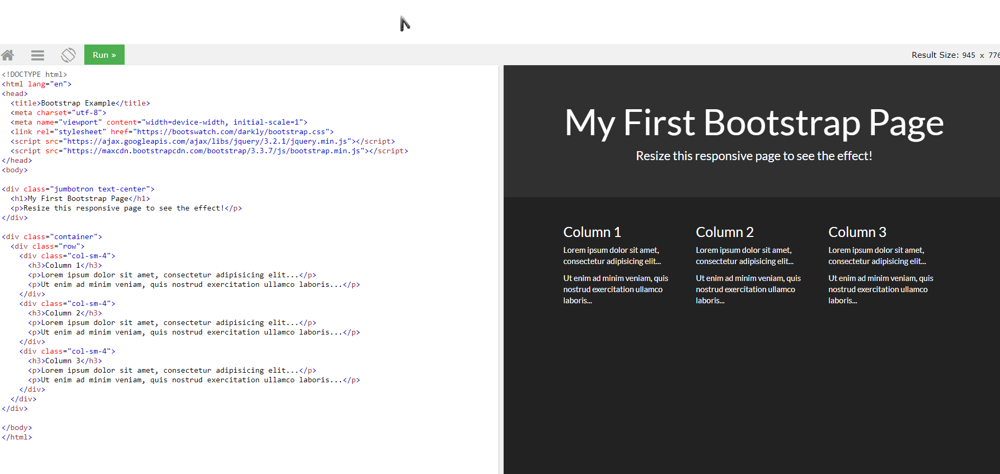 Run »
Result Size: 945 x 776
<!DOCTYPE html>
<html lang="en">
<head>
  <title>Bootstrap Example</title>
  <meta charset="utf-8">
  <meta name="viewport" content="width=device-width, initial-scale=1">
  <link rel="stylesheet" href="https://bootswatch.com/darkly/bootstrap.css">
  <script src="https://ajax.googleapis.com/ajax/libs/jquery/3.2.1/jquery.min.js"></script>
  <script src="https://maxcdn.bootstrapcdn.com/bootstrap/3.3.7/js/bootstrap.min.js"></script>
</head>
<body>

<div class="jumbotron text-center">
  <h1>My First Bootstrap Page</h1>
  <p>Resize this responsive page to see the effect!</p>
</div>

<div class="container">
  <div class="row">
    <div class="col-sm-4">
      <h3>Column 1</h3>
      <p>Lorem ipsum dolor sit amet, consectetur adipisicing elit...</p>
      <p>Ut enim ad minim veniam, quis nostrud exercitation ullamco laboris...</p>
    </div>
    <div class="col-sm-4">
      <h3>Column 2</h3>
      <p>Lorem ipsum dolor sit amet, consectetur adipisicing elit...</p>
      <p>Ut enim ad minim veniam, quis nostrud exercitation ullamco laboris...</p>
    </div>
    <div class="col-sm-4">
      <h3>Column 3</h3>
      <p>Lorem ipsum dolor sit amet, consectetur adipisicing elit...</p>
      <p>Ut enim ad minim veniam, quis nostrud exercitation ullamco laboris...</p>
    </div>
  </div>
</div>

</body>
</html>
My First Bootstrap Page
Resize this responsive page to see the effect!
Column 1
Lorem ipsum dolor sit amet,
consectetur adipisicing elit...
Ut enim ad minim veniam, quis
nostrud exercitation ullamco
laboris...
Column 2
Lorem ipsum dolor sit amet,
consectetur adipisicing elit...
Ut enim ad minim veniam, quis
nostrud exercitation ullamco
laboris...
Column 3
Lorem ipsum dolor sit amet,
consectetur adipisicing elit...
Ut enim ad minim veniam, quis
nostrud exercitation ullamco
laboris...